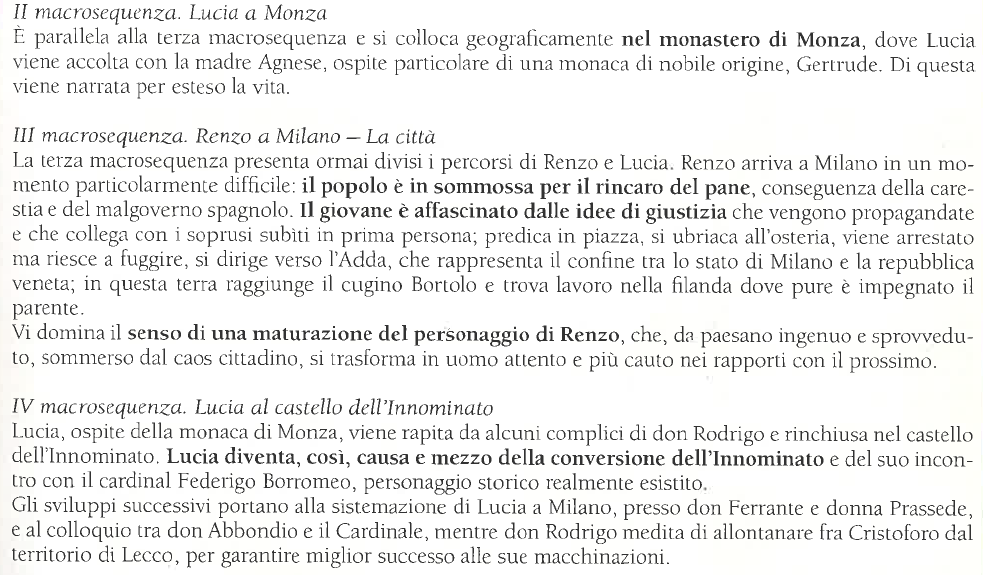 II macrosequenza. Lucia a Monza
È parallela alla terza macrosequenza e si colloca geograficamente nel monastero di Monza, dove Lucia
viene accolta con la madre Agnese, ospite particolare di una monaca di nobile origine, Gertrude. Di questa
viene narrata per esteso la vita.
III macrosequenza. Renzo a Milano – La città
La terza macrosequenza presenta ormai divisi i percorsi di Renzo e Lucia. Renzo arriva a Milano in un mo-
mento particolarmente difficile: il popolo è in sommossa per il rincaro del pane, conseguenza della care-
stia e del malgoverno spagnolo. Il giovane è affascinato dalle idee di giustizia che vengono propagandate
e che collega con i soprusi subìti in prima persona; predica in piazza, si ubriaca all'osteria, viene arrestato
ma riesce a fuggire, si dirige verso l'Adda, che rappresenta il confine tra lo stato di Milano e la repubblica
veneta; in questa terra raggiunge il cugino Bortolo e trova lavoro nella filanda dove pure è impegnato il
parente.
Vi domina il senso di una maturazione del personaggio di Renzo, che, da paesano ingenuo e sprovvedu-
to, sommerso dal caos cittadino, si trasforma in uomo attento e più cauto nei rapporti con il prossimo.
IV macrosequenza. Lucia al castello dell'Innominato
Lucia, ospite della monaca di Monza, viene rapita da alcuni complici di don Rodrigo e rinchiusa nel castello
dell'Innominato. Lucia diventa, così, causa e mezzo della conversione dell'Innominato e del suo incon-
tro con il cardinal Federigo Borromeo, personaggio storico realmente esistito.
Gli sviluppi successivi portano alla sistemazione di Lucia a Milano, presso don Ferrante e donna Prassede,
e al colloquio tra don Abbondio e il Cardinale, mentre don Rodrigo medita di allontanare fra Cristoforo dal
territorio di Lecco, per garantire miglior successo alle sue macchinazioni.